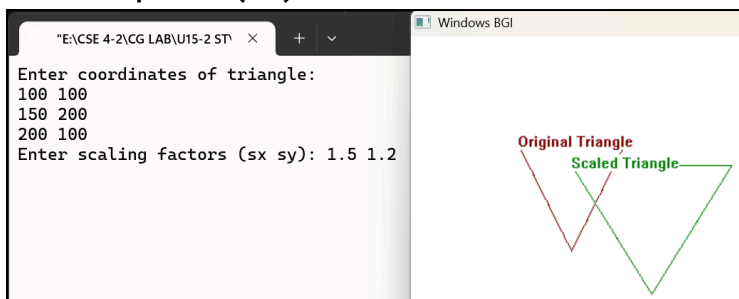 "E:\CSE 4-2\CG LAB\U15-2 ST\
Enter coordinates of triangle:
100 100
150 200
200 100
Enter scaling factors (sx sy): 1.5 1.2
Windows BGI
Original Triangle
Scaled Triangle